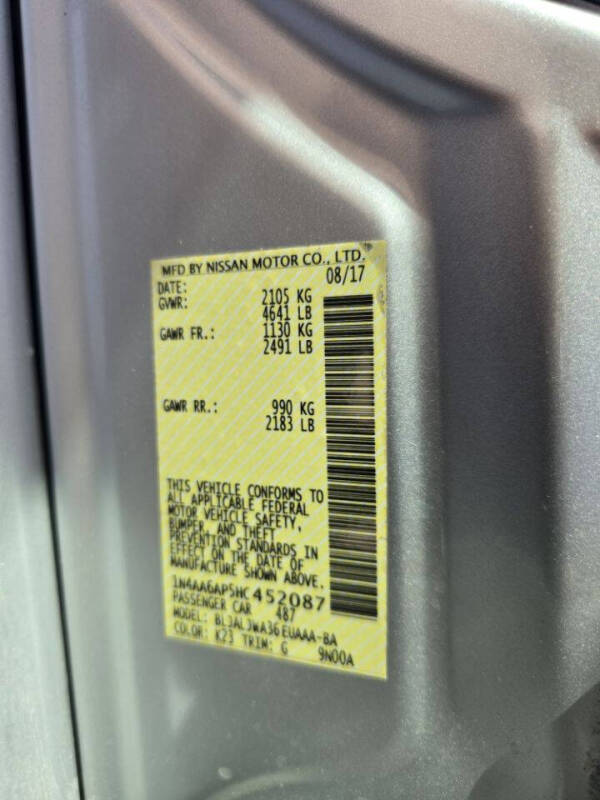 MFD BY NISSAN MOTOR CO., LTD.
DATE: 08/17
GVWR: 2105 KG
4641 LB
GAWR FR.: 1130 KG
2491 LB
GAWR RR.: 990 KG
2183 LB
THIS VEHICLE CONFORMS TO
ALL APPLICABLE FEDERAL
MOTOR VEHICLE SAFETY,
BUMPER, AND THEFT
PREVENTION STANDARDS IN
EFFECT ON THE DATE OF
MANUFACTURE SHOWN ABOVE.
1N4AA6AP5HC452087
PASSENGER CAR 487
MODEL: BL3ALJWA36EUAAA-BA
COLOR: K23 TRIM: G 9N00A